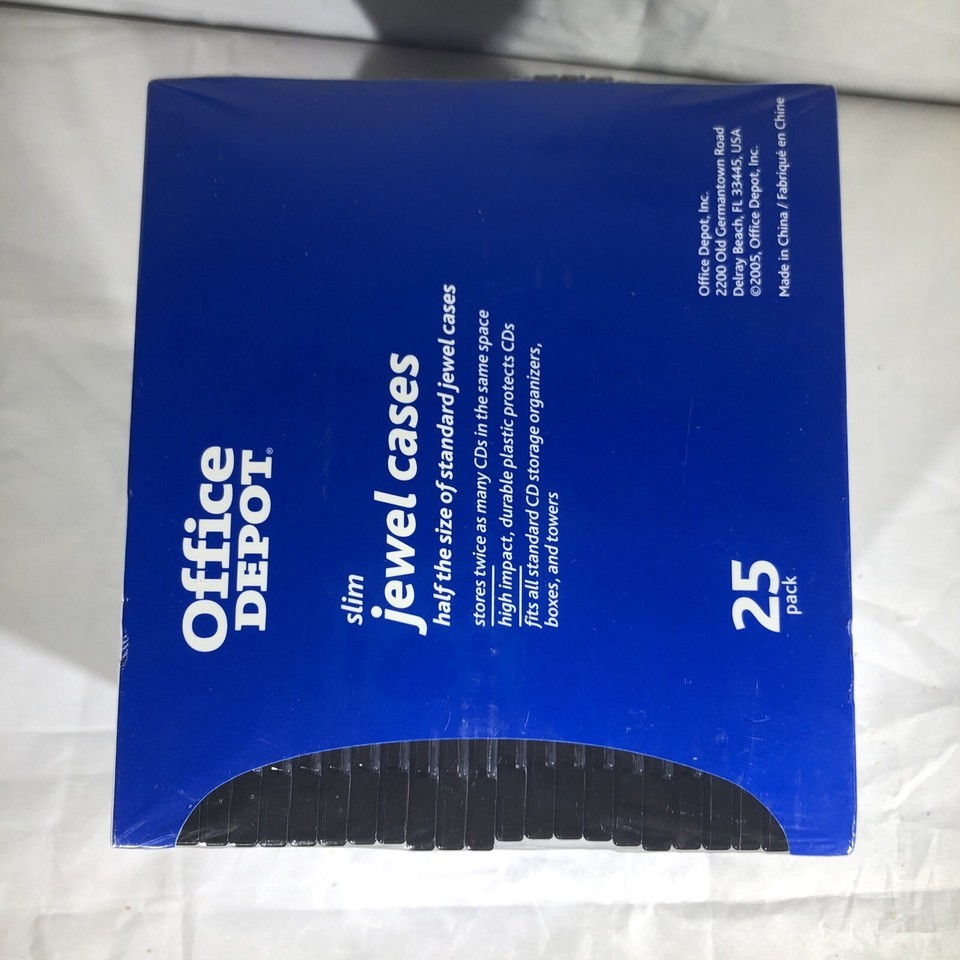 Office
DEPOT®
slim
jewel cases
half the size of standard jewel cases
stores twice as many CDs in the same space
high impact, durable plastic protects CDs
fits all standard CD storage organizers,
boxes, and towers
25
pack
Office Depot, Inc.
2200 Old Germantown Road
Delray Beach, FL 33445, USA
©2005, Office Depot, Inc.
Made in China / Fabriqué en Chine